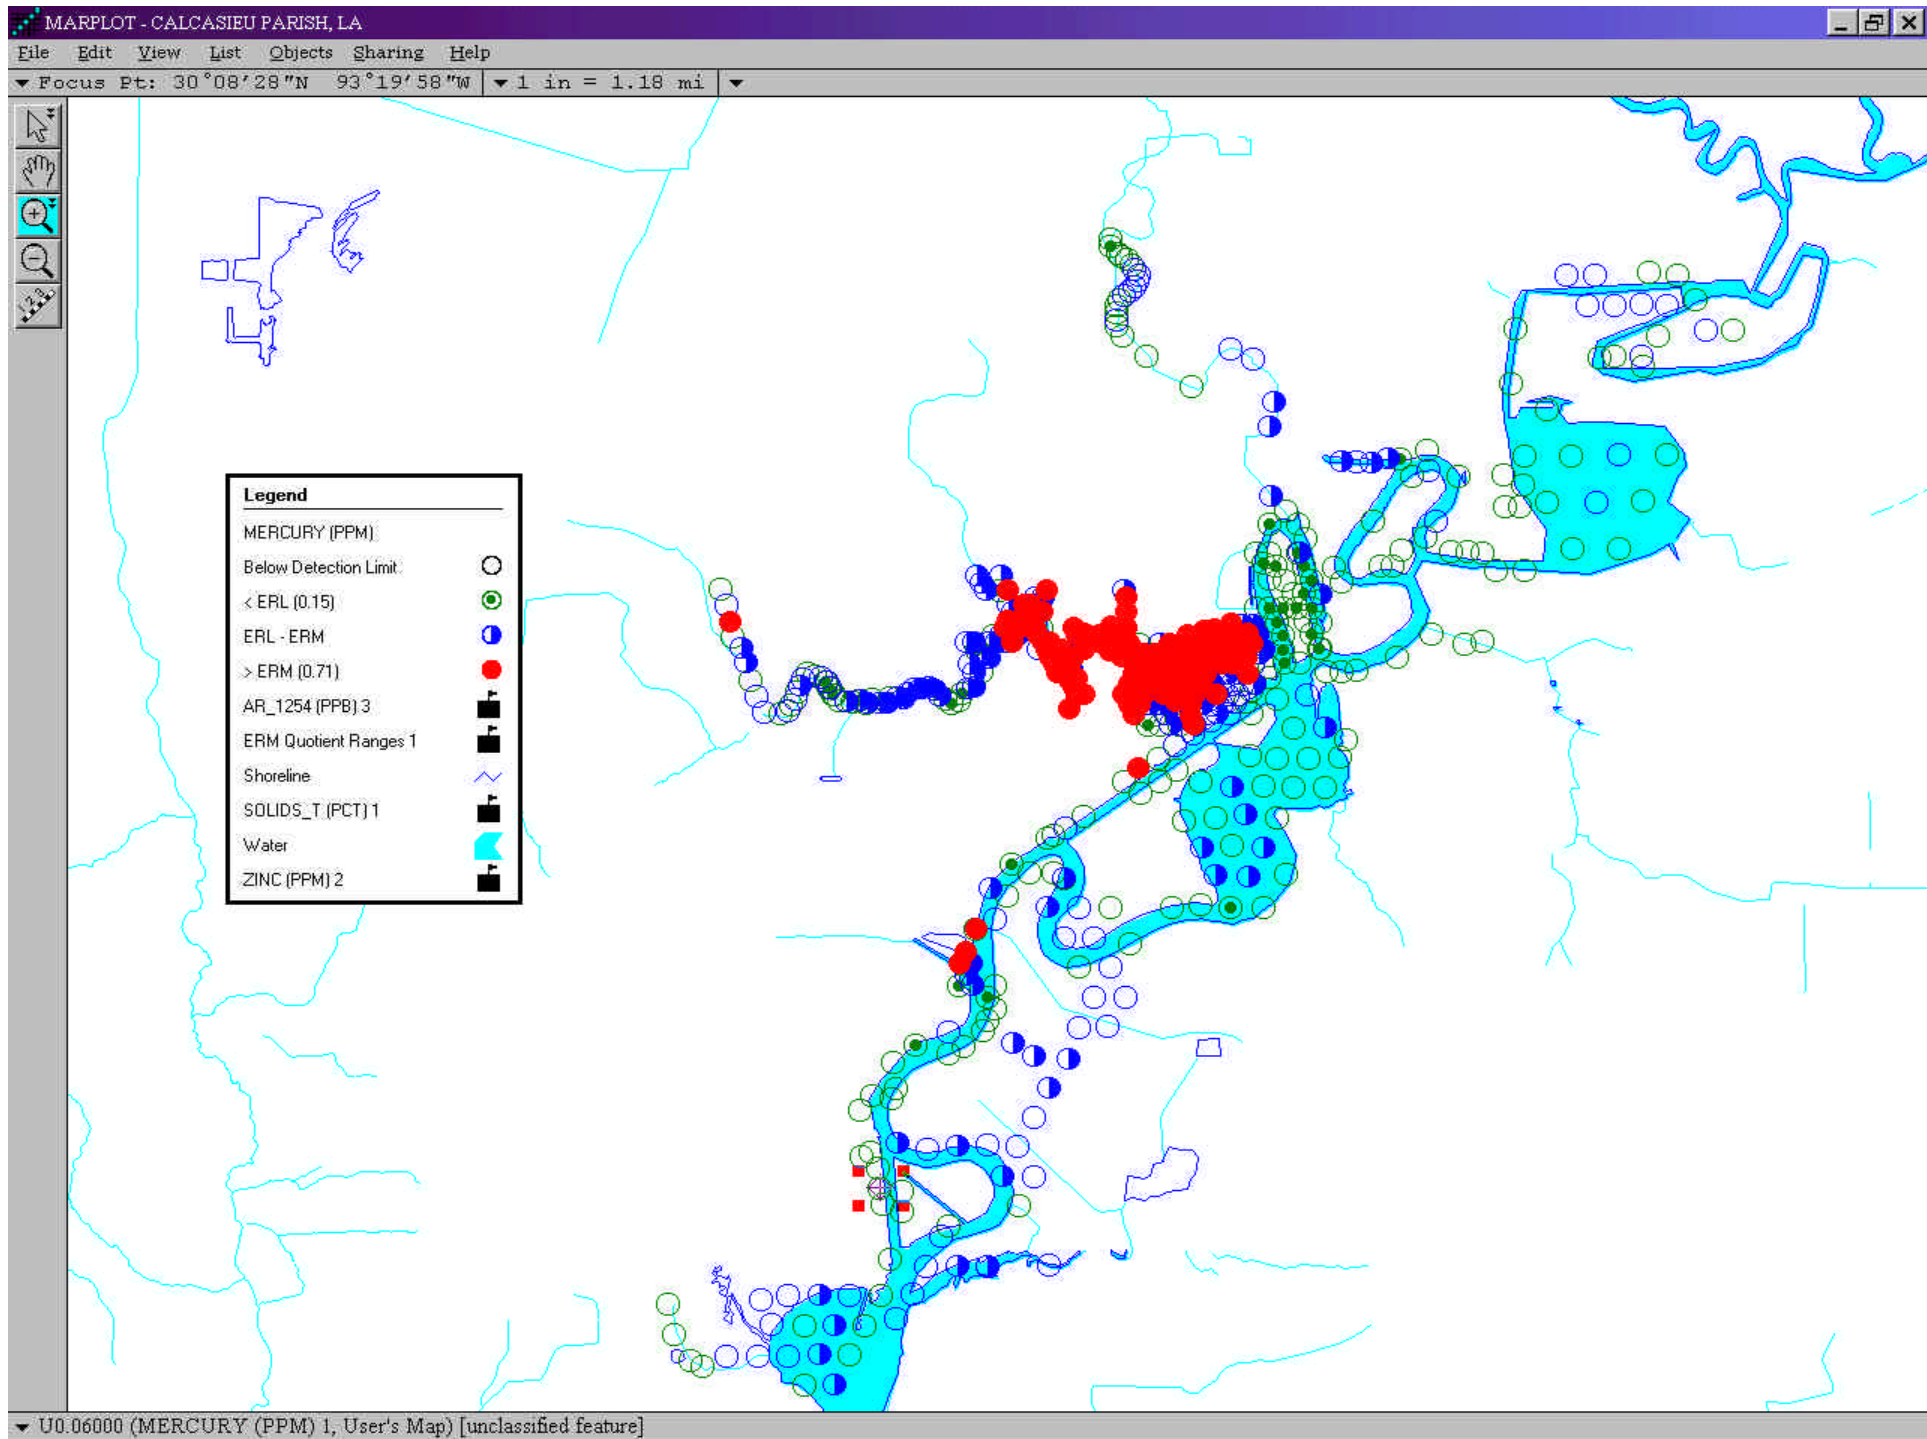 MARPLOT - CALCASIEU PARISH, LA
File Edit View List Objects Sharing Help
Focus Pt: 30°08'28"N 93°19'58"W 1 in = 1.18 mi
Legend
MERCURY (PPM)
Below Detection Limit
< ERL (0.15)
ERL - ERM
> ERM (0.71)
AR_1254 (PPB) 3
ERM Quotient Ranges 1
Shoreline
SOLIDS_T (PCT) 1
Water
ZINC (PPM) 2
U0.06000 (MERCURY (PPM) 1, User's Map) [unclassified feature]